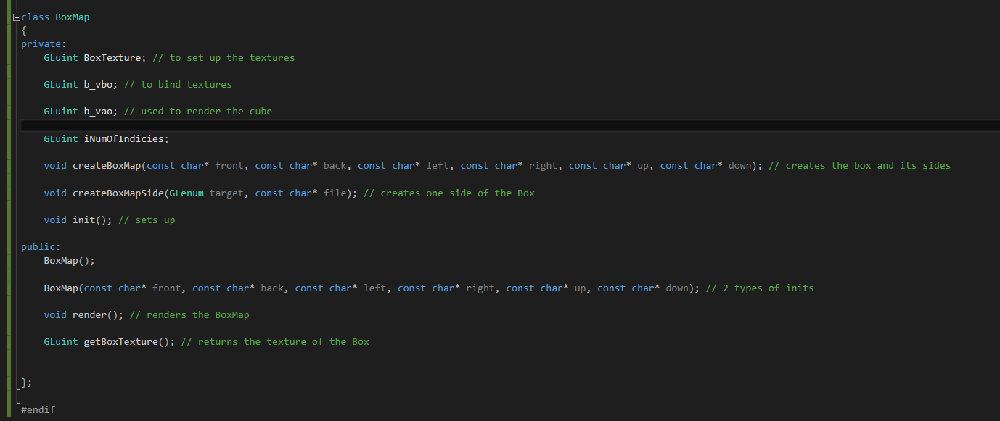 class BoxMap
{
private:
GLuint BoxTexture; // to set up the textures
GLuint b_vbo; // to bind textures
GLuint b_vao; // used to render the cube
GLuint iNumOfIndicies;
void createBoxMap(const char* front, const char* back, const char* left, const char* right, const char* up, const char* down); // creates the box and its sides
void createBoxMapSide(GLenum target, const char* file); // creates one side of the Box
void init(); // sets up
public:
BoxMap();
BoxMap(const char* front, const char* back, const char* left, const char* right, const char* up, const char* down); // 2 types of inits
void render(); // renders the BoxMap
GLuint getBoxTexture(); // returns the texture of the Box
};
#endif